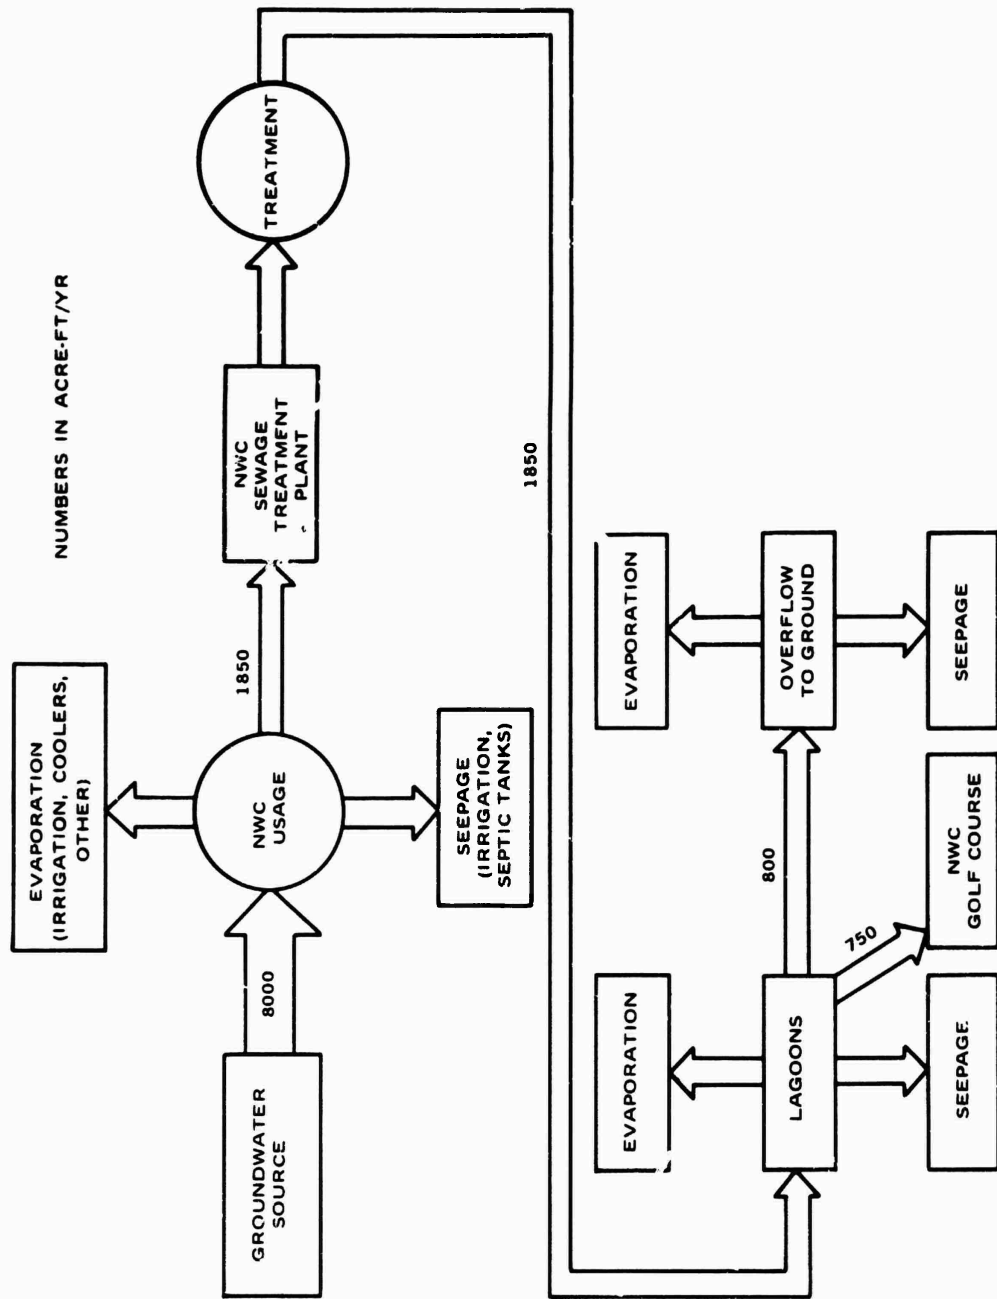 NUMBERS IN ACRE-FT/YR
EVAPORATION
(IRRIGATION, COOLERS,
OTHER)
GROUNDWATER
SOURCE
8000
NWC
USAGE
1850
NWC
SEWAGE
TREATMENT
PLANT
TREATMENT
SEEPAGE
(IRRIGATION,
SEPTIC TANKS)
1850
EVAPORATION
EVAPORATION
LAGOONS
800
OVERFLOW
TO GROUND
750
SEEPAGE
NWC
GOLF COURSE
SEEPAGE